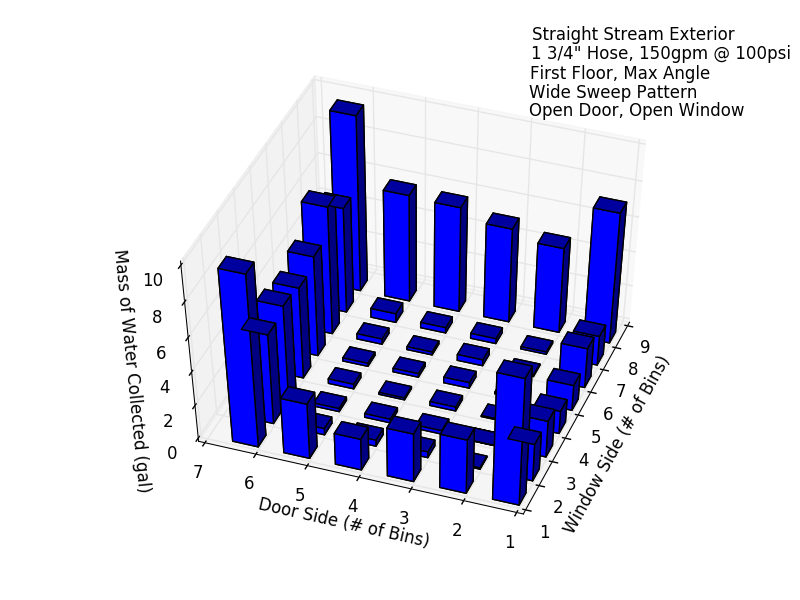 Straight Stream Exterior
1 3/4" Hose, 150gpm @ 100psi
First Floor, Max Angle
Wide Sweep Pattern
Open Door, Open Window
Mass of Water Collected (gal)
10
8
6
4
2
0
7
6
5
4
3
2
1
Door Side (# of Bins)
9
8
7
6
5
4
3
2
1
Window Side (# of Bins)